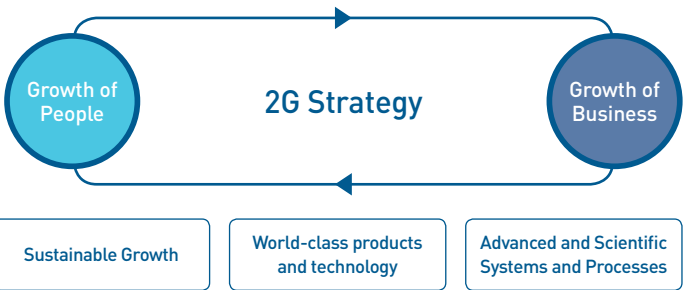 Growth of
People
2G Strategy
Growth of
Business
Sustainable Growth
World-class products
and technology
Advanced and Scientific
Systems and Processes